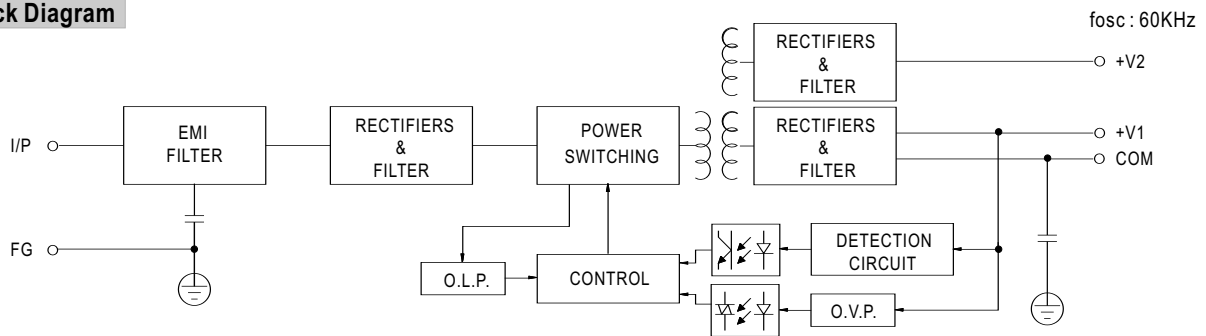 ck Diagram
fosc : 60KHz
RECTIFIERS
&
FILTER
+V2
I/P
EMI
FILTER
RECTIFIERS
&
FILTER
POWER
SWITCHING
RECTIFIERS
&
FILTER
+V1
COM
FG
O.L.P.
CONTROL
DETECTION
CIRCUIT
O.V.P.